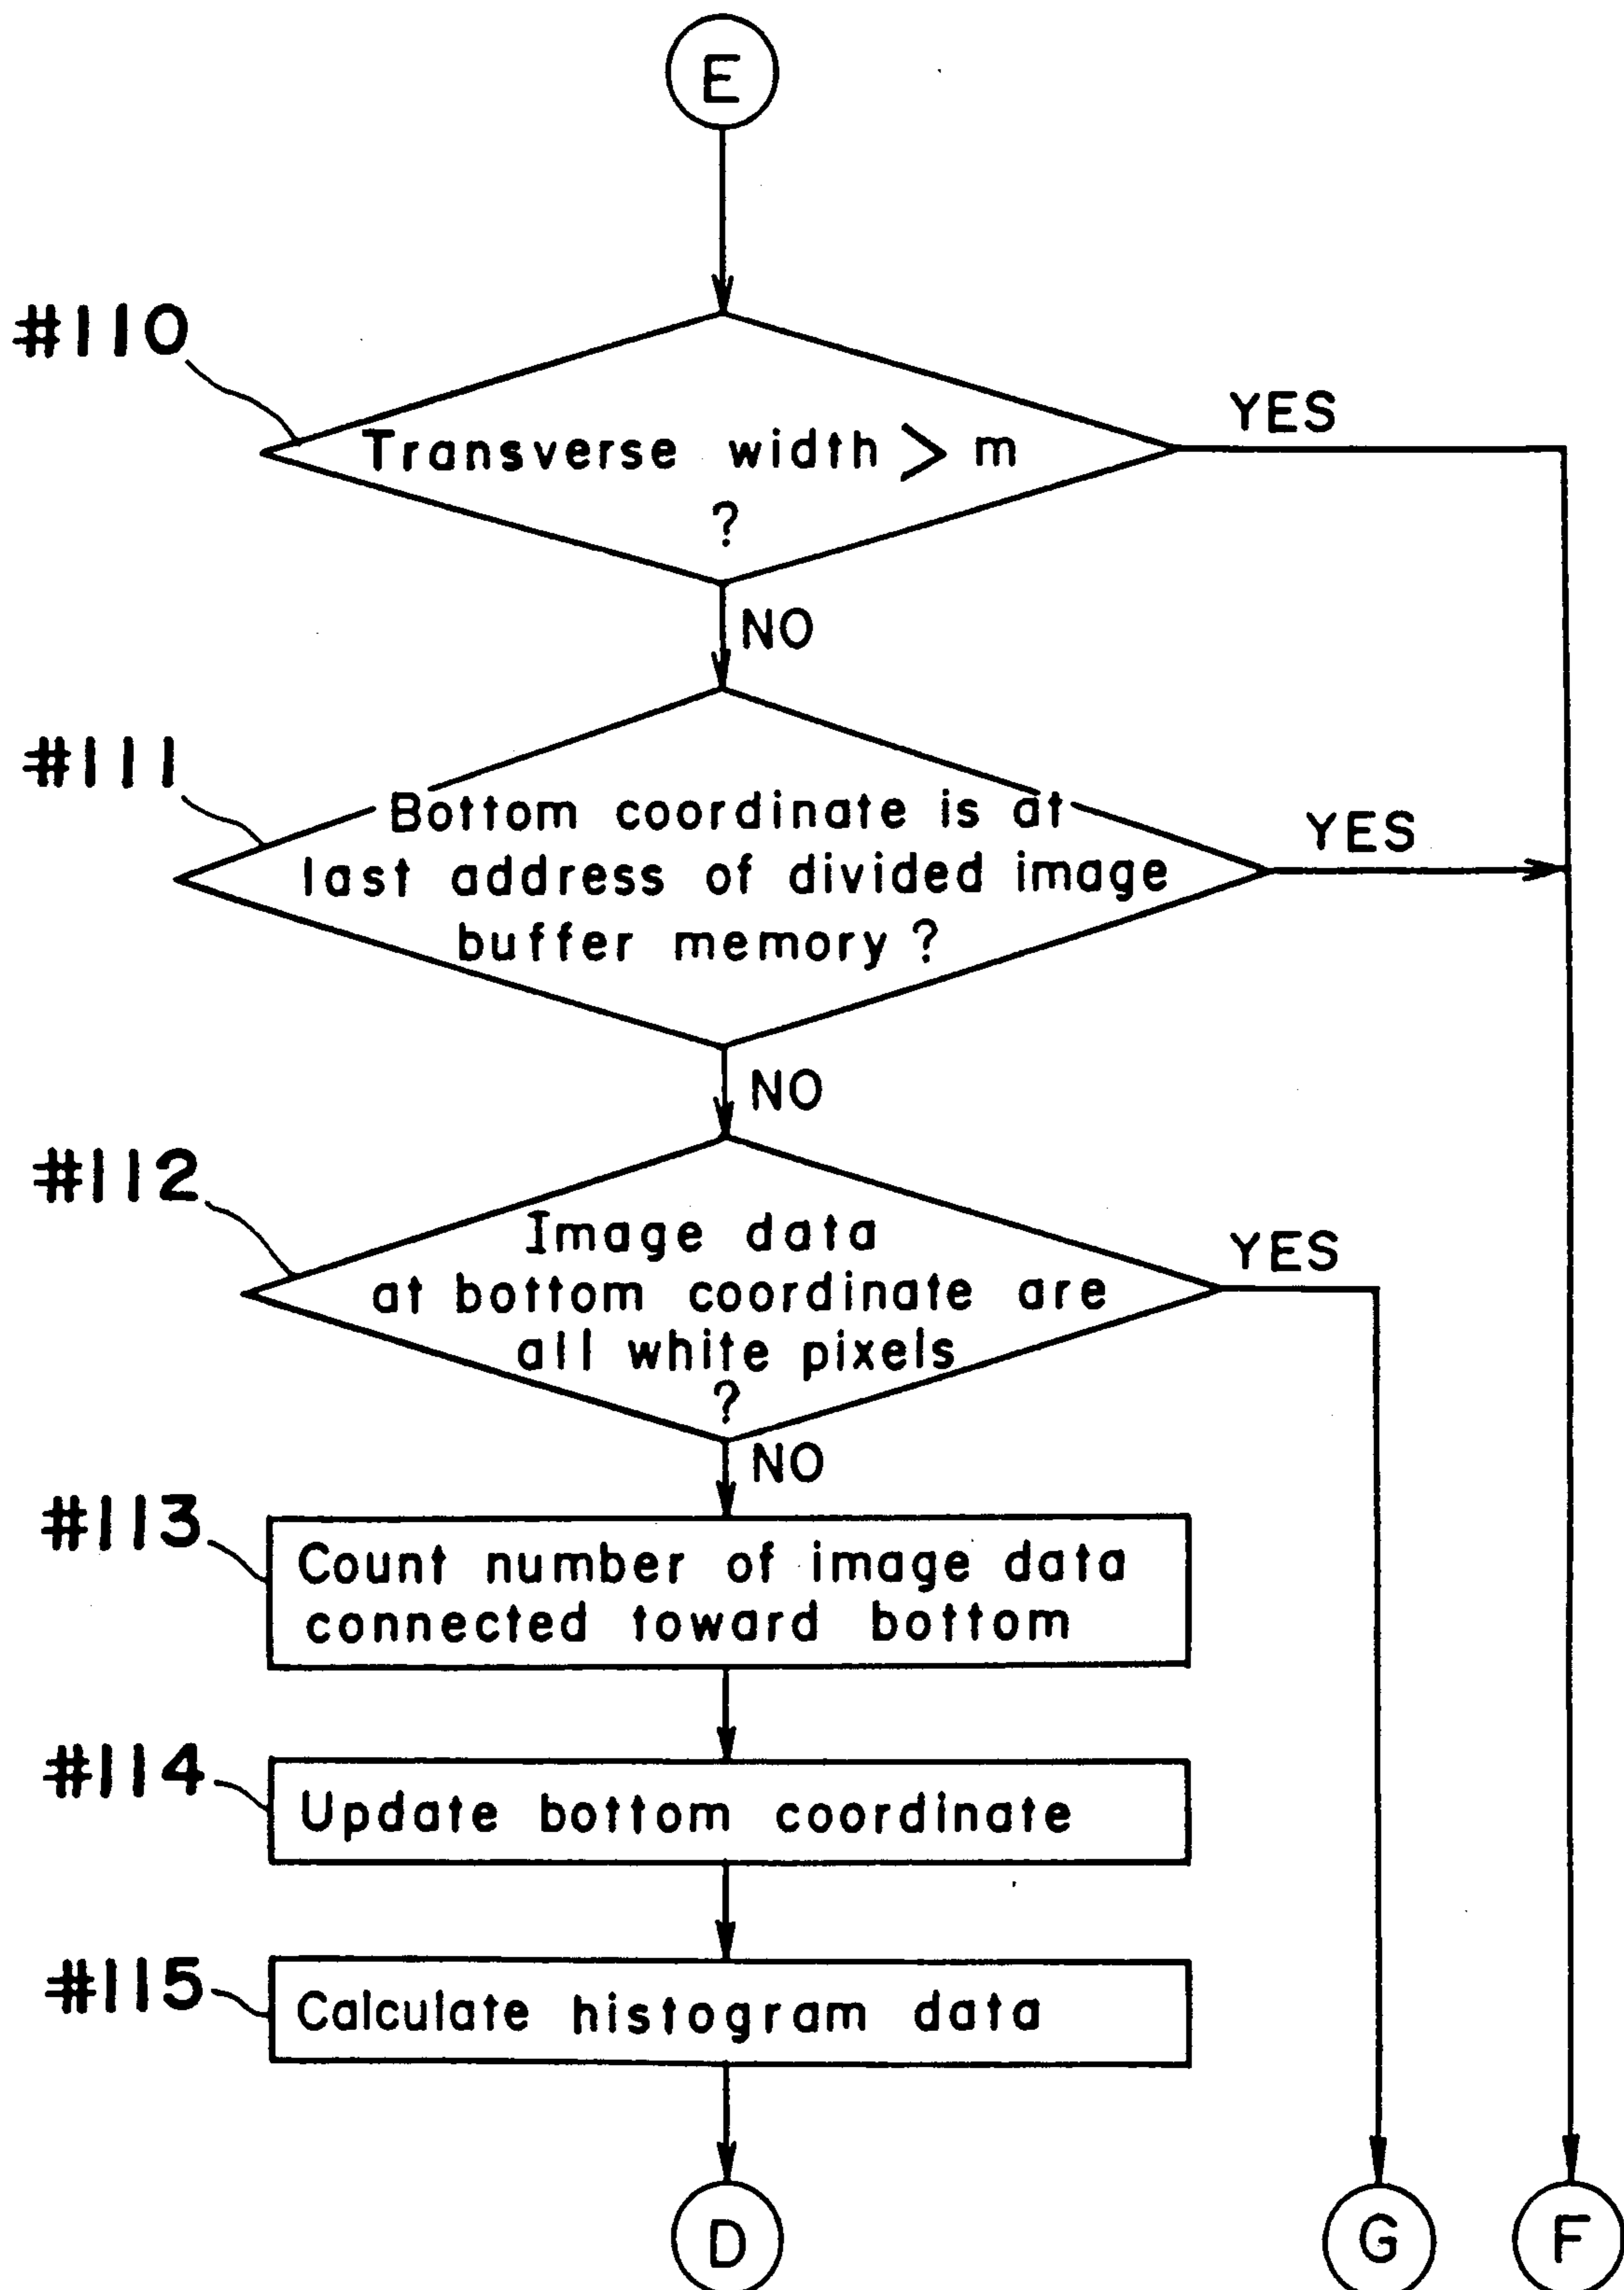 E
#110
Transverse width > m
?
YES
NO
#111
Bottom coordinate is at
last address of divided image
buffer memory ?
YES
NO
#112
Image data
at bottom coordinate are
all white pixels
?
YES
NO
#113
Count number of image data
connected toward bottom
#114
Update bottom coordinate
#115
Calculate histogram data
D
G
F